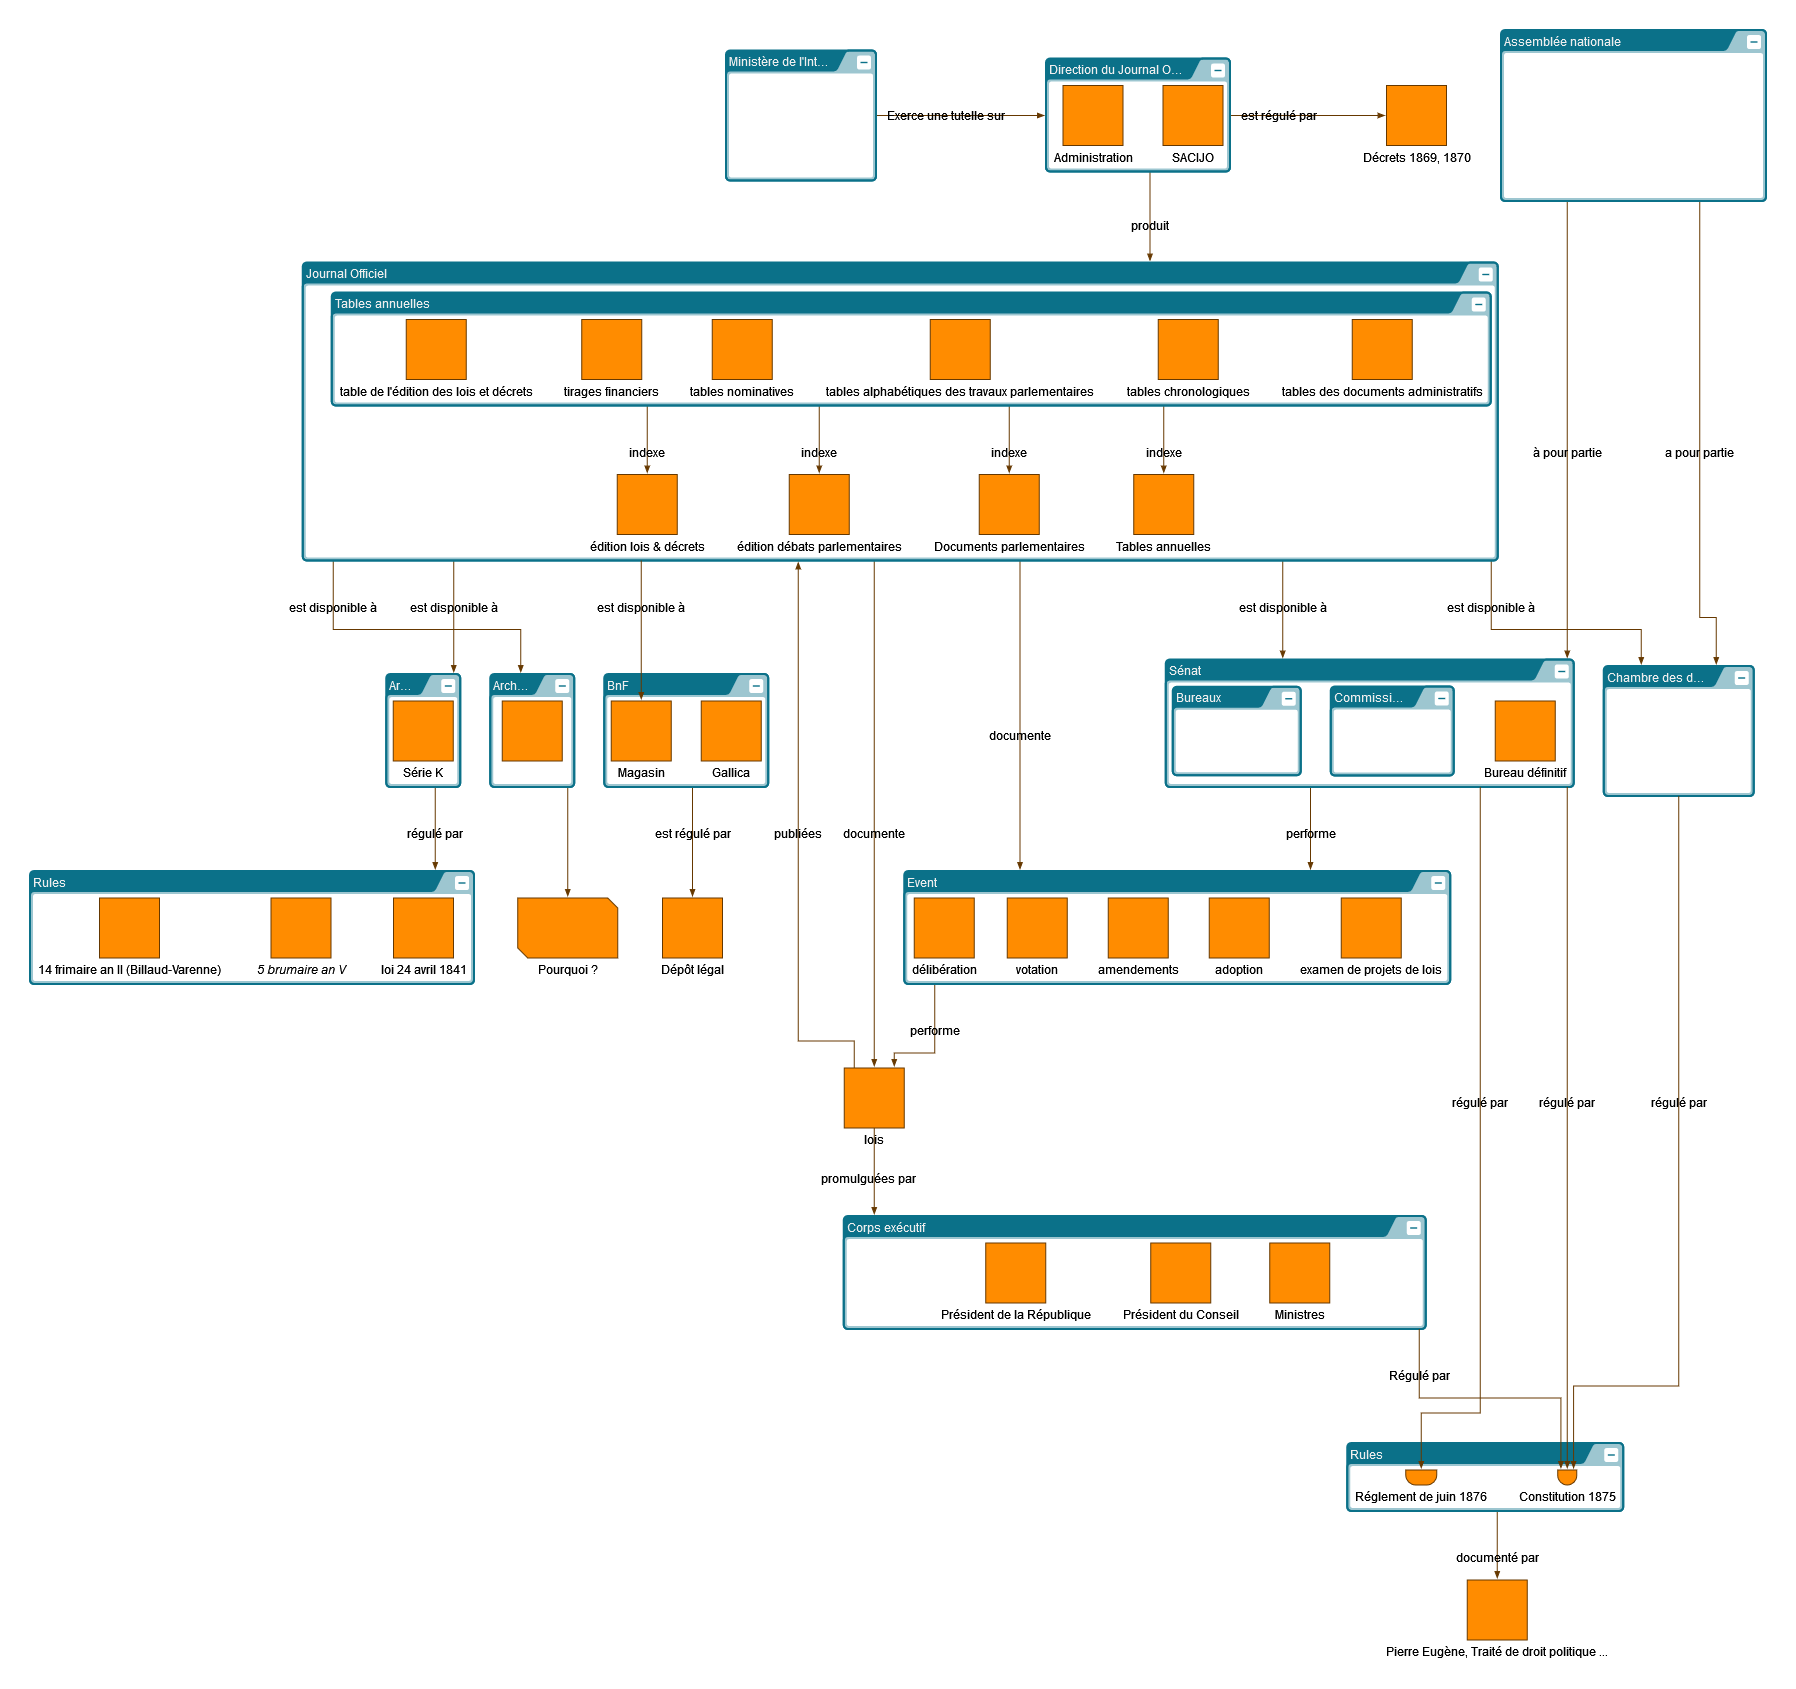 Assemblée nationale
Ministère de l'Int...
Direction du Journal O...
Exerce une tutelle sur
est régulé par
Administration
SACIJO
Décrets 1869, 1870
produit
Journal Officiel
Tables annuelles
table de l'édition des lois et décrets
tirages financiers
tables nominatives
tables alphabétiques des travaux parlementaires
tables chronologiques
tables des documents administratifs
indexe
indexe
indexe
indexe
à pour partie
a pour partie
édition lois & décrets
édition débats parlementaires
Documents parlementaires
Tables annuelles
est disponible à
est disponible à
est disponible à
est disponible à
est disponible à
Sénat
Chambre des d...
Ar...
Arch...
BnF
Bureaux
Commissi...
documente
Série K
Magasin
Gallica
Bureau définitif
régulé par
est régulé par
publiées
documente
performe
Rules
Event
14 frimaire an II (Billaud-Varenne)
5 brumaire an V
loi 24 avril 1841
Pourquoi ?
Dépôt légal
délibération
votation
amendements
adoption
examen de projets de lois
performe
régulé par
régulé par
régulé par
lois
promulguées par
Corps exécutif
Président de la République
Président du Conseil
Ministres
Régulé par
Rules
Réglement de juin 1876
Constitution 1875
documenté par
Pierre Eugène, Traité de droit politique ...